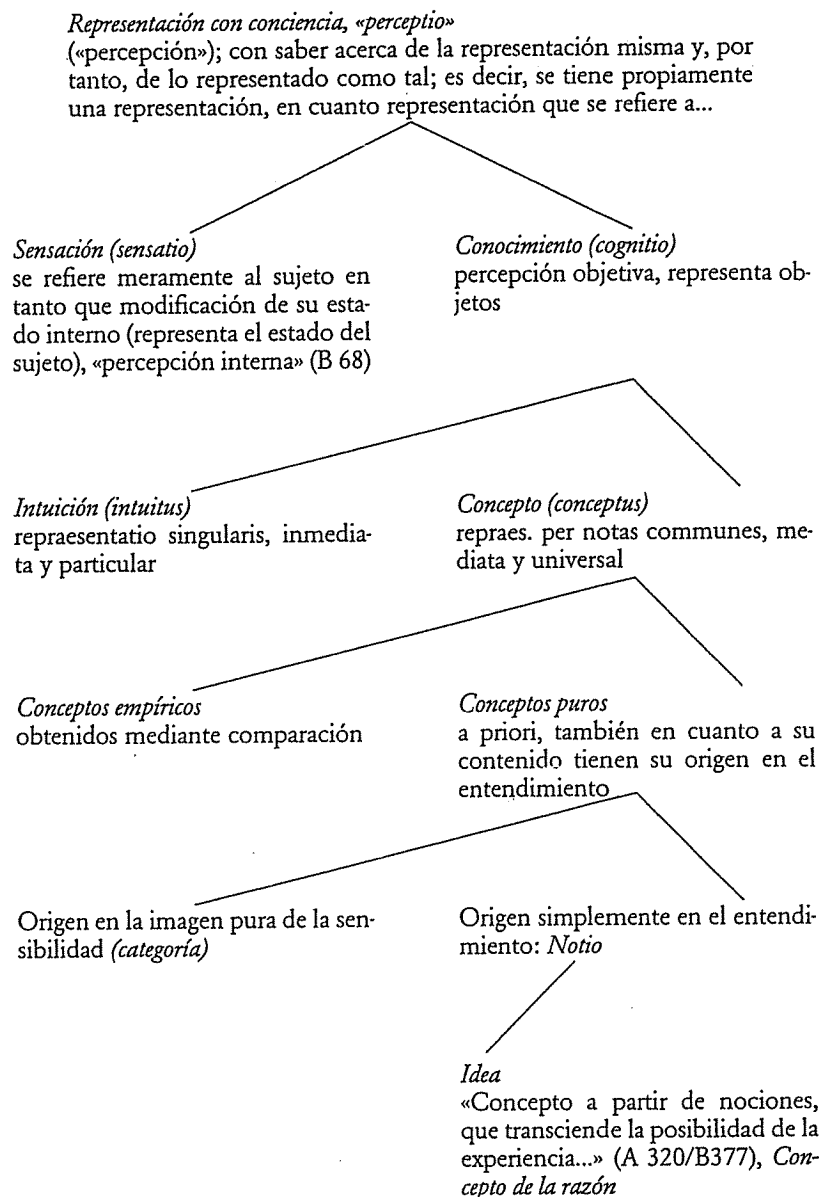 Representación con conciencia, «perceptio»
(«percepción»); con saber acerca de la representación misma y, por
tanto, de lo representado como tal; es decir, se tiene propiamente
una representación, en cuanto representación que se refiere a...
Sensación (sensatio)
se refiere meramente al sujeto en
tanto que modificación de su esta-
do interno (representa el estado del
sujeto), «percepción interna» (B 68)
Conocimiento (cognitio)
percepción objetiva, representa ob-
jetos
Intuición (intuitus)
repraesentatio singularis, inmedia-
ta y particular
Concepto (conceptus)
repraes. per notas communes, me-
diata y universal
Conceptos empíricos
obtenidos mediante comparación
Conceptos puros
a priori, también en cuanto a su
contenido tienen su origen en el
entendimiento
Origen en la imagen pura de la sen-
sibilidad (categoría)
Origen simplemente en el entendi-
miento: Notio
Idea
«Concepto a partir de nociones,
que transciende la posibilidad de la
experiencia...» (A 320/B377), Con-
cepto de la razón